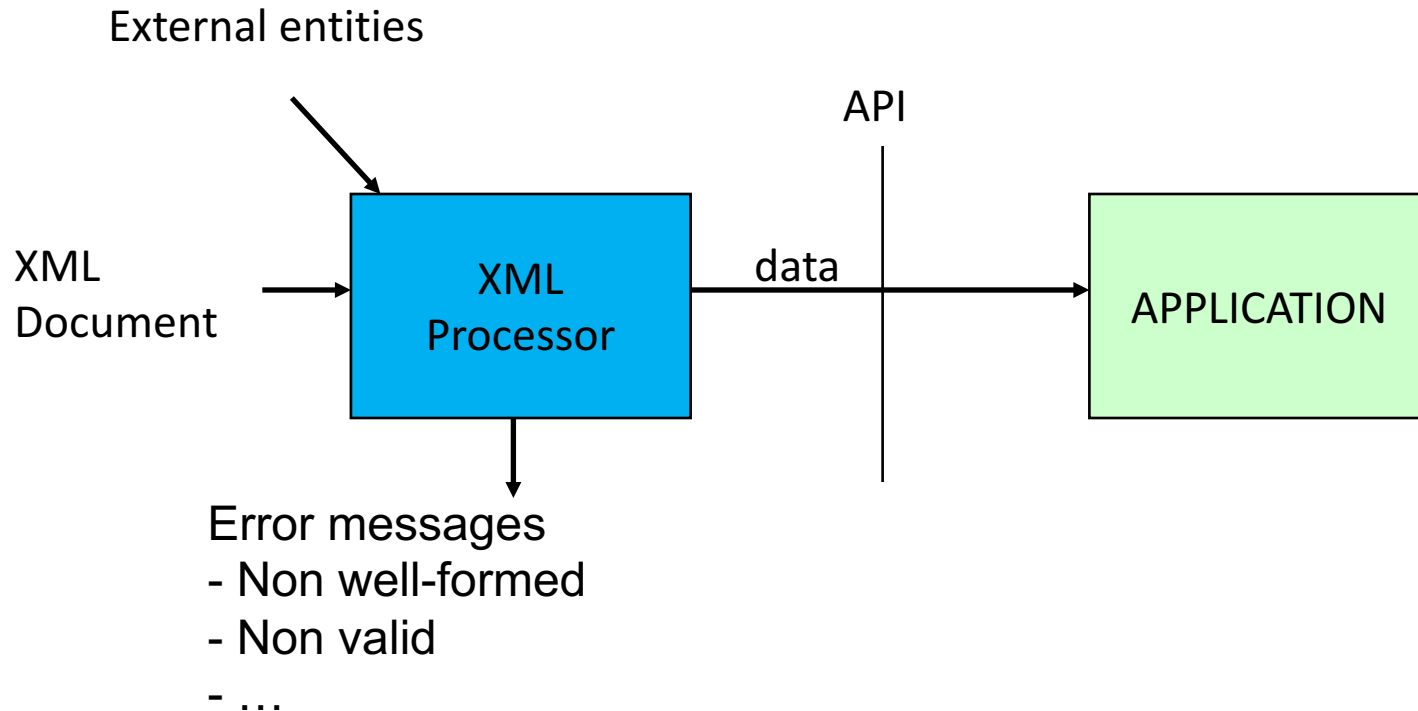 External entities
API
XML
Document
XML
Processor
data
APPLICATION
Error messages
- Non well-formed
- Non valid
- ...